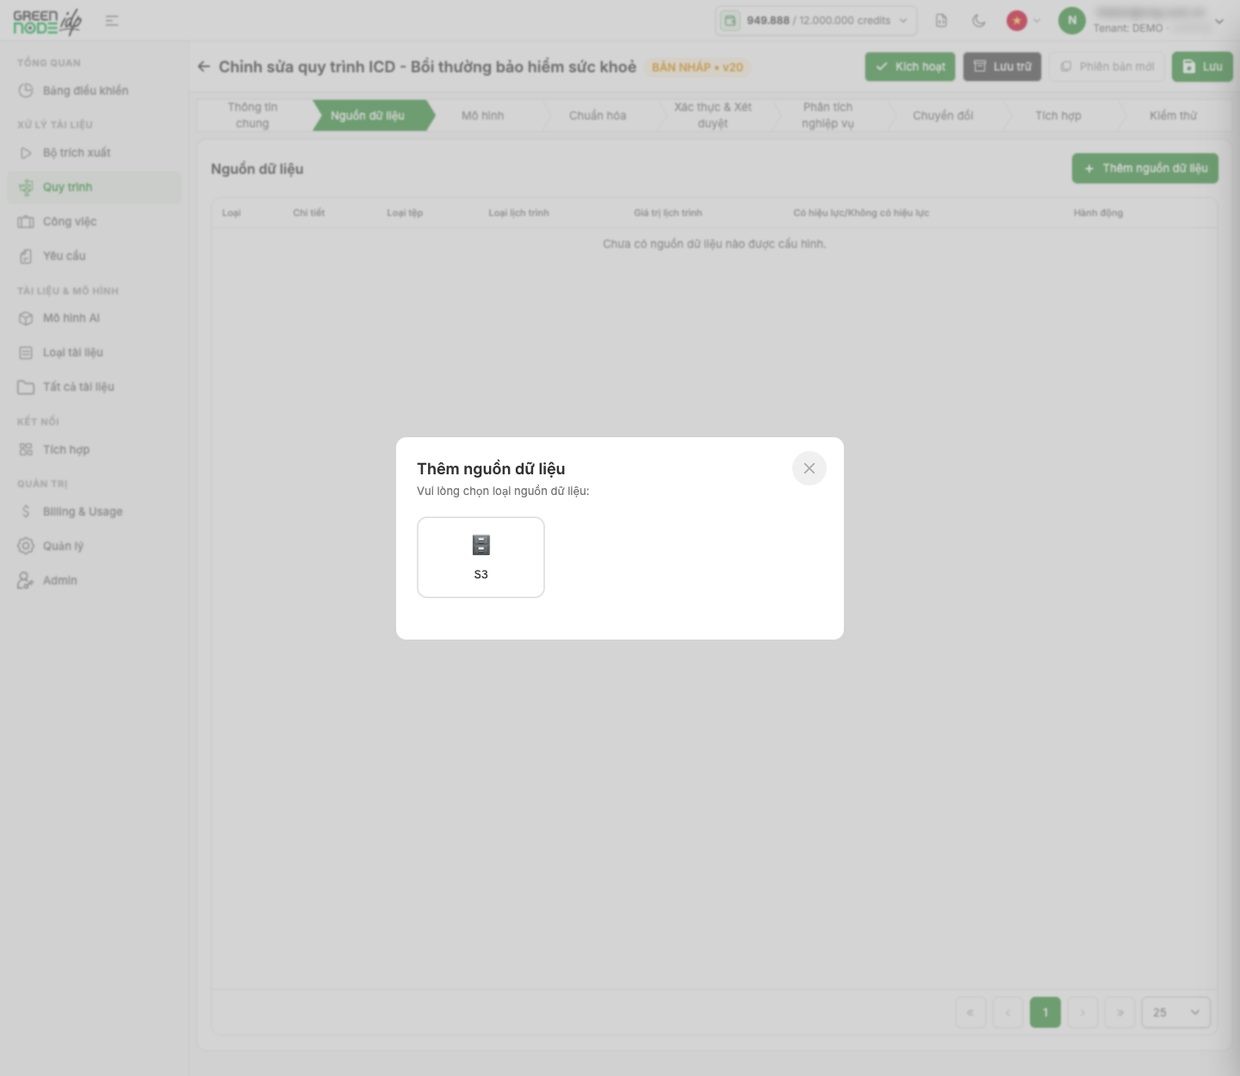 GREEN NODE idp
949.888 / 12.000.000 credits
N
Tenant: DEMO -
TỔNG QUAN
Bảng điều khiển
XỬ LÝ TÀI LIỆU
Bộ trích xuất
Quy trình
Công việc
Yêu cầu
TÀI LIỆU & MÔ HÌNH
Mô hình AI
Loại tài liệu
Tất cả tài liệu
KẾT NỐI
Tích hợp
QUẢN TRỊ
Billing & Usage
Quản lý
Admin
Chỉnh sửa quy trình ICD - Bồi thường bảo hiểm sức khoẻ
BẢN NHÁP • v20
Kích hoạt
Lưu trữ
Phiên bản mới
Lưu
Thông tin chung
Nguồn dữ liệu
Mô hình
Chuẩn hóa
Xác thực & Xét duyệt
Phân tích nghiệp vụ
Chuyển đổi
Tích hợp
Kiểm thử
Nguồn dữ liệu
+ Thêm nguồn dữ liệu
Loại
Chi tiết
Loại tệp
Loại lịch trình
Giá trị lịch trình
Có hiệu lực/Không có hiệu lực
Hành động
Chưa có nguồn dữ liệu nào được cấu hình.
Thêm nguồn dữ liệu
Vui lòng chọn loại nguồn dữ liệu:
S3
« ‹ 1 › » 25